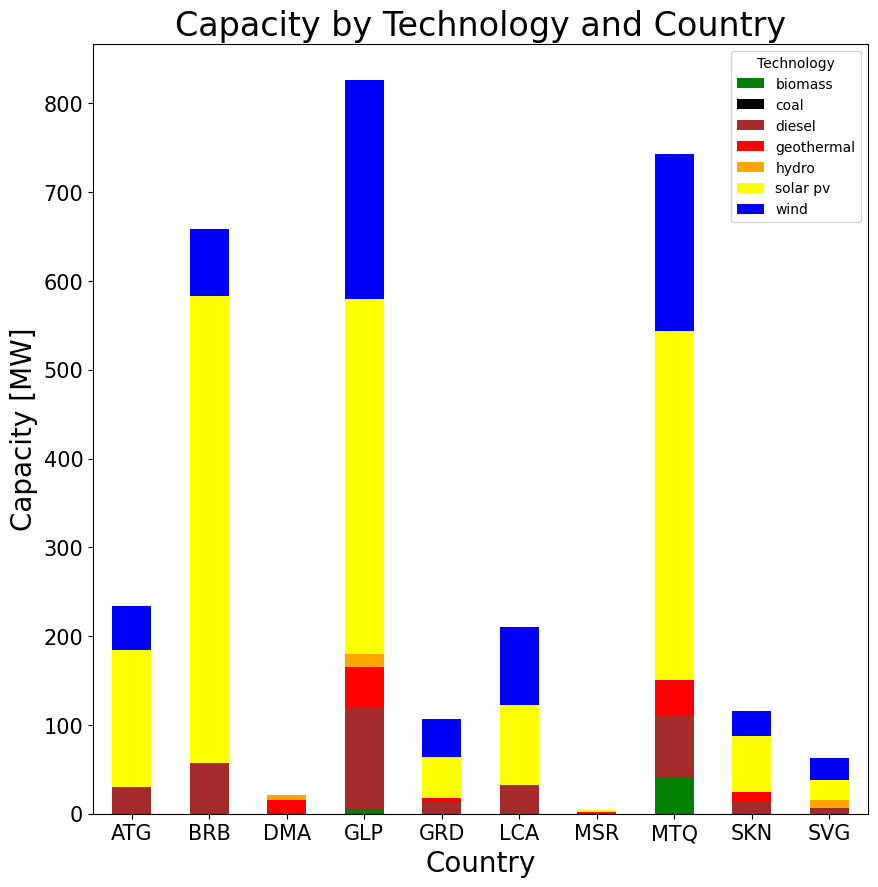 Capacity by Technology and Country
Technology
biomass
coal
diesel
geothermal
hydro
solar pv
wind
Capacity [MW]
800
700
600
500
400
300
200
100
0
ATG BRB DMA GLP GRD LCA MSR MTQ SKN SVG
Country